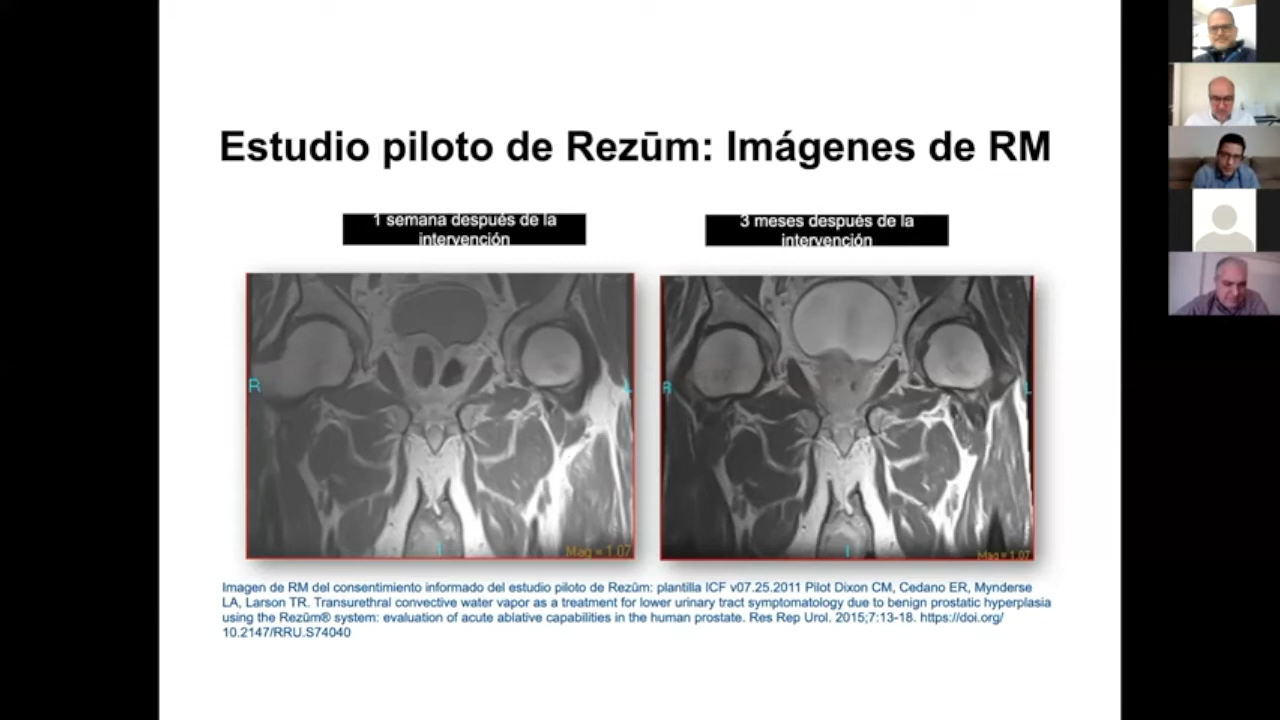 Estudio piloto de Rezūm: Imágenes de RM
1 semana después de la
intervención
3 meses después de la
intervención
R
L
I
Mag = 1.07
R
L
I
Mag = 1.07
Imagen de RM del consentimiento informado del estudio piloto de Rezūm: plantilla ICF v07.25.2011 Pilot Dixon CM, Cedano ER, Mynderse
LA, Larson TR. Transurethral convective water vapor as a treatment for lower urinary tract symptomatology due to benign prostatic hyperplasia
using the Rezūm® system: evaluation of acute ablative capabilities in the human prostate. Res Rep Urol. 2015;7:13-18. https://doi.org/
10.2147/RRU.S74040